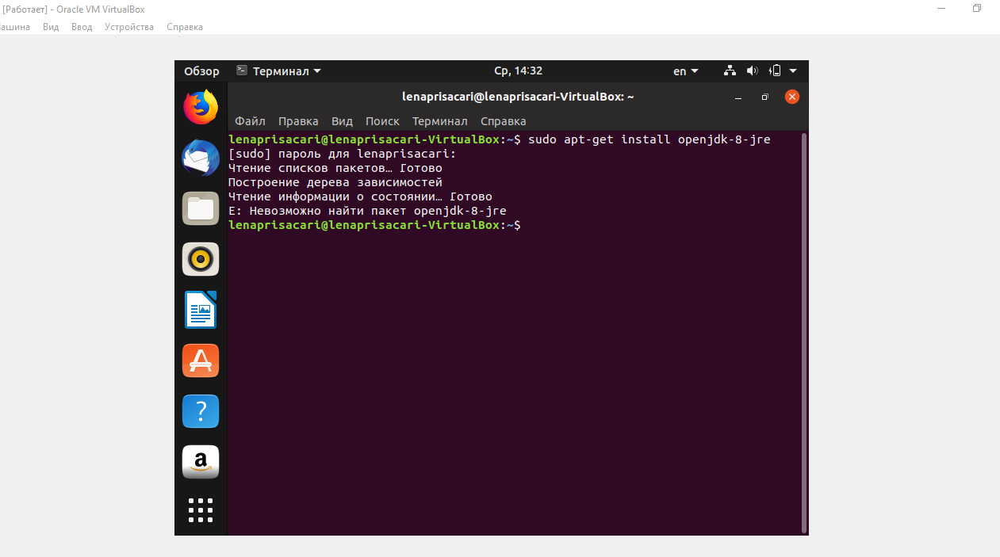 [Работает] - Oracle VM VirtualBox
Вид Ввод Устройства Справка
Обзор Терминал Ср, 14:32 en
lenaprisacari@lenaprisacari-VirtualBox: ~
Файл Правка Вид Поиск Терминал Справка
lenaprisacari@lenaprisacari-VirtualBox:~$ sudo apt-get install openjdk-8-jre
[sudo] пароль для lenaprisacari:
Чтение списков пакетов… Готово
Построение дерева зависимостей
Чтение информации о состоянии… Готово
E: Невозможно найти пакет openjdk-8-jre
lenaprisacari@lenaprisacari-VirtualBox:~$